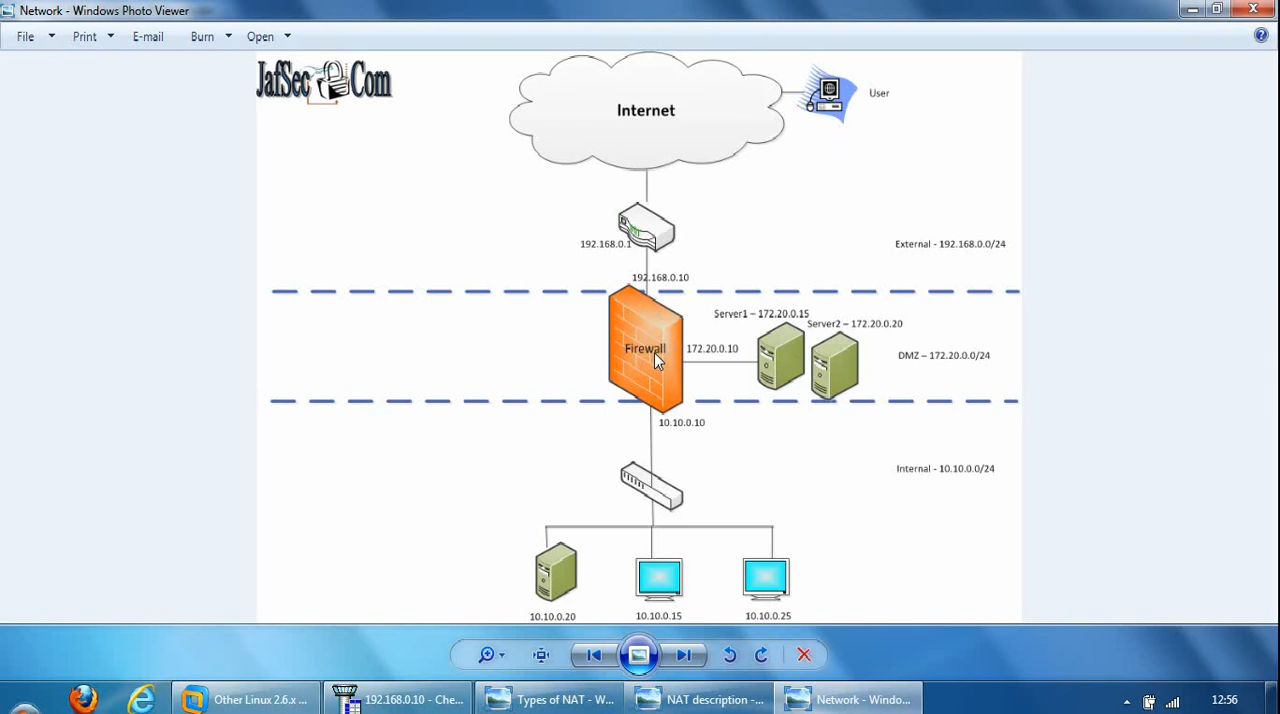 Network - Windows Photo Viewer
File Print E-mail Burn Open
JafSec Com
Internet
User
192.168.0.1
External - 192.168.0.0/24
192.168.0.10
Server1 – 172.20.0.15
Server2 – 172.20.0.20
Firewall
172.20.0.10
DMZ – 172.20.0.0/24
10.10.0.10
Internal - 10.10.0.0/24
10.10.0.20
10.10.0.15
10.10.0.25
Other Linux 2.6.x ...
192.168.0.10 - Che...
Types of NAT - W...
NAT description -...
Network - Windo...
12:56